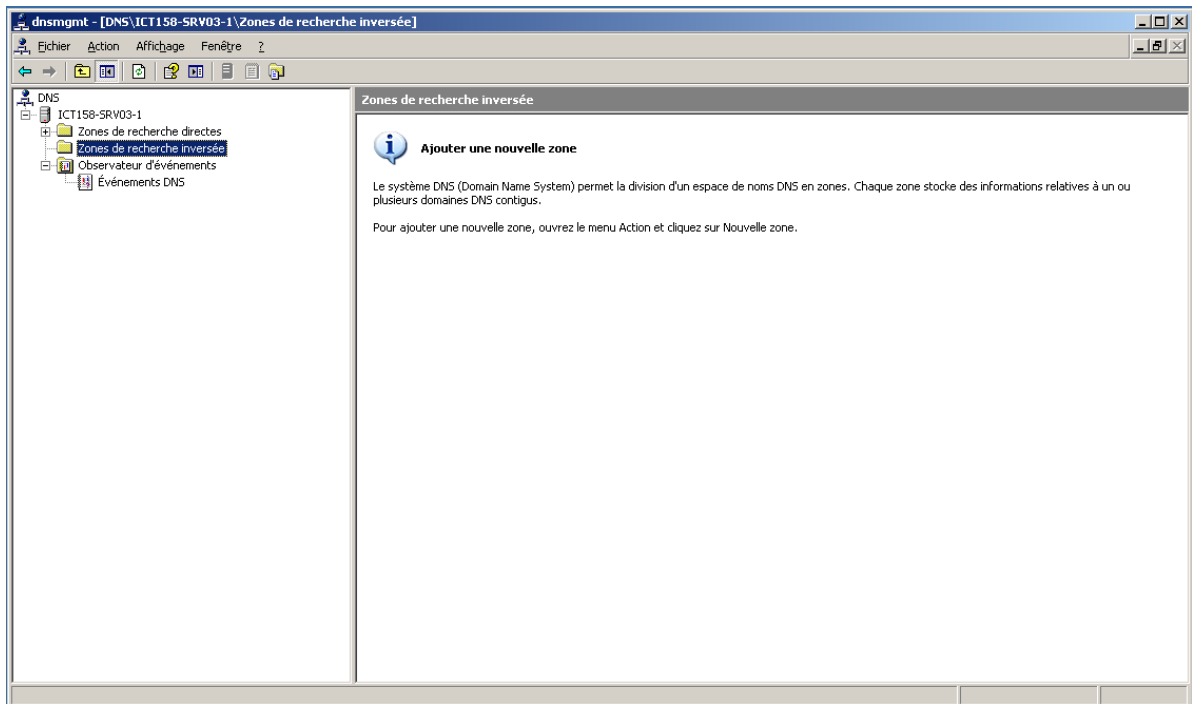 dnsmgmt - [DNS\ICT158-SRV03-1\Zones de recherche inversée]
Fichier Action Affichage Fenêtre ?
DNS
ICT158-SRV03-1
Zones de recherche directes
Zones de recherche inversée
Observateur d'événements
Événements DNS
Zones de recherche inversée
Ajouter une nouvelle zone
Le système DNS (Domain Name System) permet la division d'un espace de noms DNS en zones. Chaque zone stocke des informations relatives à un ou
plusieurs domaines DNS contigus.
Pour ajouter une nouvelle zone, ouvrez le menu Action et cliquez sur Nouvelle zone.